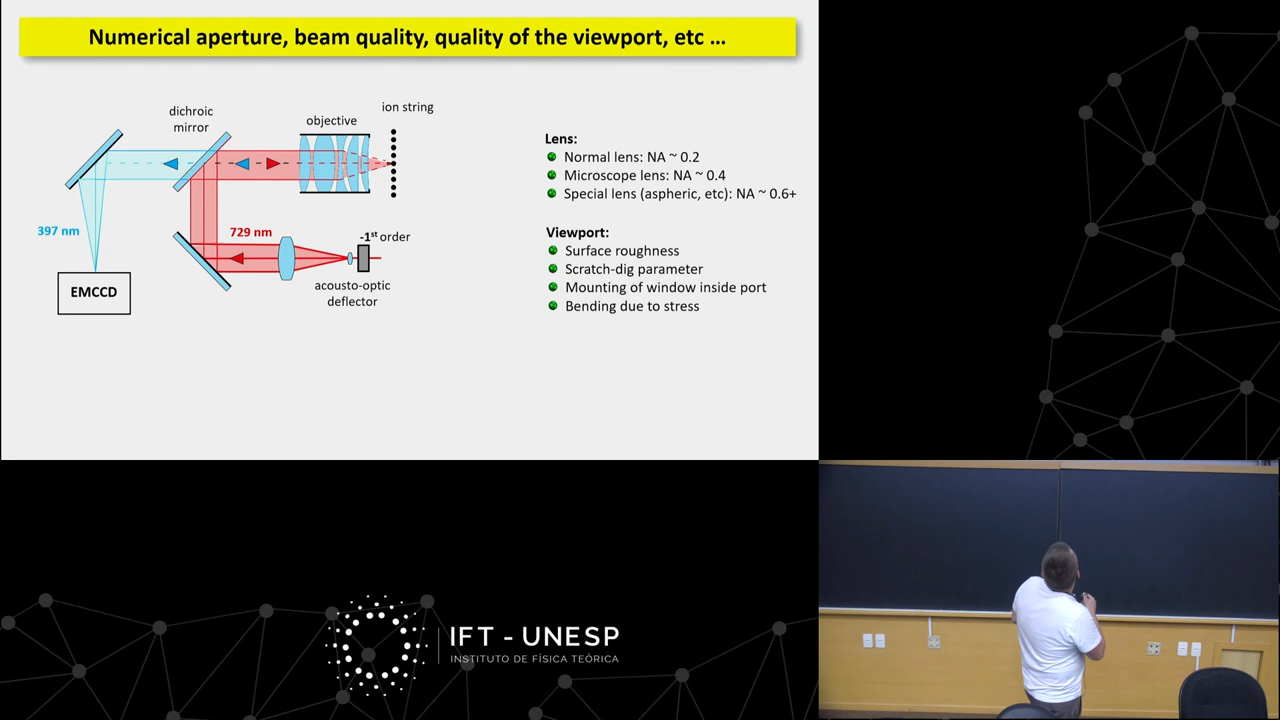 Numerical aperture, beam quality, quality of the viewport, etc ...
dichroic
mirror
objective
ion string
397 nm
729 nm
-1st order
acousto-optic
deflector
EMCCD
Lens:
Normal lens: NA ~ 0.2
Microscope lens: NA ~ 0.4
Special lens (aspheric, etc): NA ~ 0.6+
Viewport:
Surface roughness
Scratch-dig parameter
Mounting of window inside port
Bending due to stress
IFT - UNESP
INSTITUTO DE FÍSICA TEÓRICA